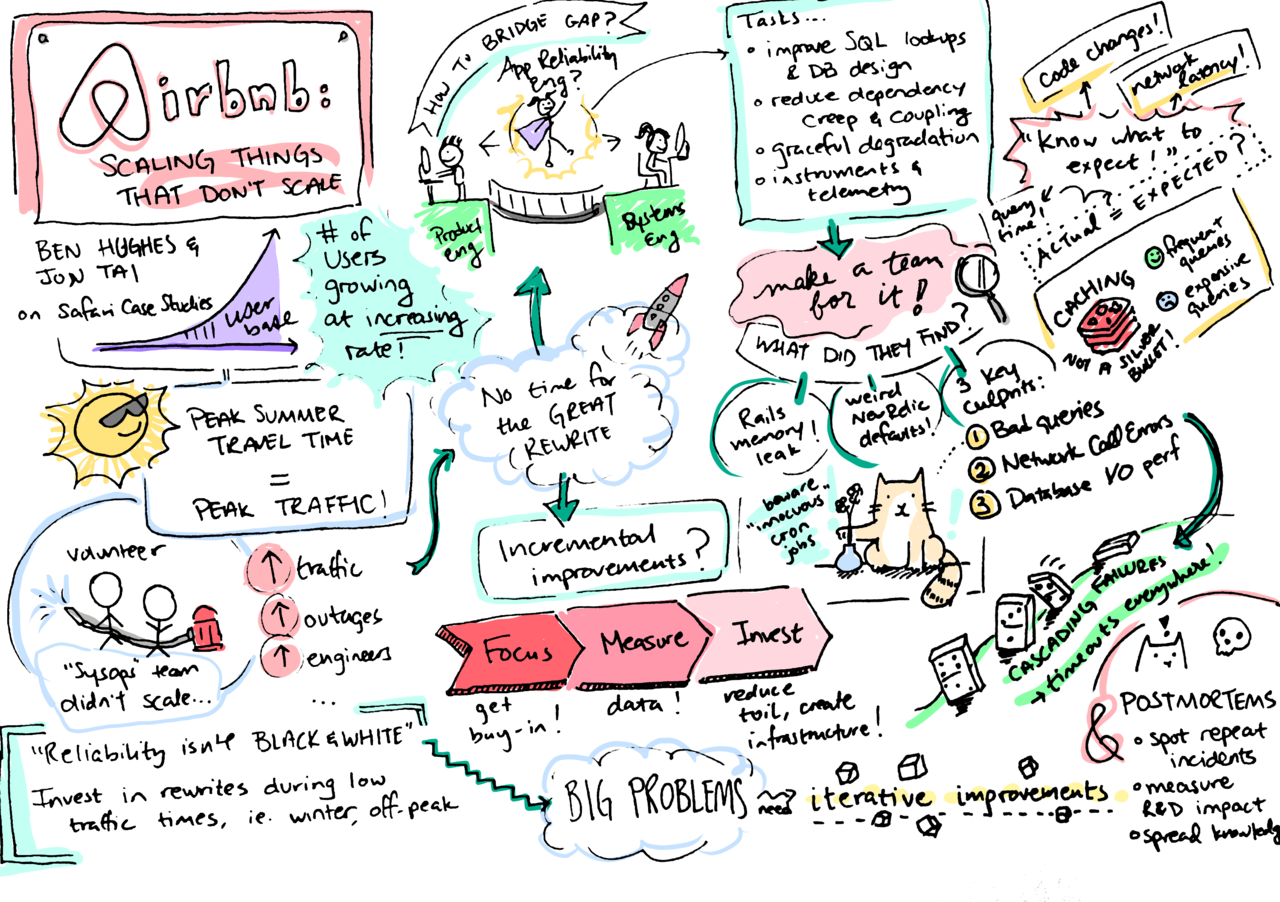 airbnb:
SCALING THINGS
THAT DON'T SCALE
BEN HUGHES &
JON TAI
on Safari Case Studies
user
base
# of
users
growing
at increasing
rate!
PEAK SUMMER
TRAVEL TIME
=
PEAK TRAFFIC!
volunteer
"Sysops" team
didn't scale...
↑ traffic
↑ outages
↑ engineers
...
"Reliability isn't BLACK & WHITE"
Invest in rewrites during low
traffic times, ie. winter, off-peak
HOW TO BRIDGE GAP?
App Reliability
Eng?
Product
eng
Systems
Eng
No time for
the GREAT
REWRITE
Incremental
improvements?
Focus
Measure
Invest
get
buy-in!
data!
reduce
toil, create
infrastructure!
BIG PROBLEMS
need
iterative improvements
Tasks...
• improve SQL lookups
& DB design
• reduce dependency
creep & coupling
• graceful degradation
• instruments &
telemetry
make a team
for it!
WHAT DID THEY FIND?
Rails
memory!
leak
weird
New Relic
defaults!
3 Key
culprits:
1 Bad queries
2 Network Call Errors
3 Database I/O perf
beware
"innocuous"
cron
jobs
code changes!
network
latency!
"Know what to
expect!"
query
time,
Actual = EXPECTED?
?
CACHING
NOT A SILVER
BULLET!
frequent
queries
expensive
queries
CASCADING FAILURES
→ timeouts everywhere!
& POSTMORTEMS
• spot repeat
incidents
• measure
R&D impact
• spread knowledg